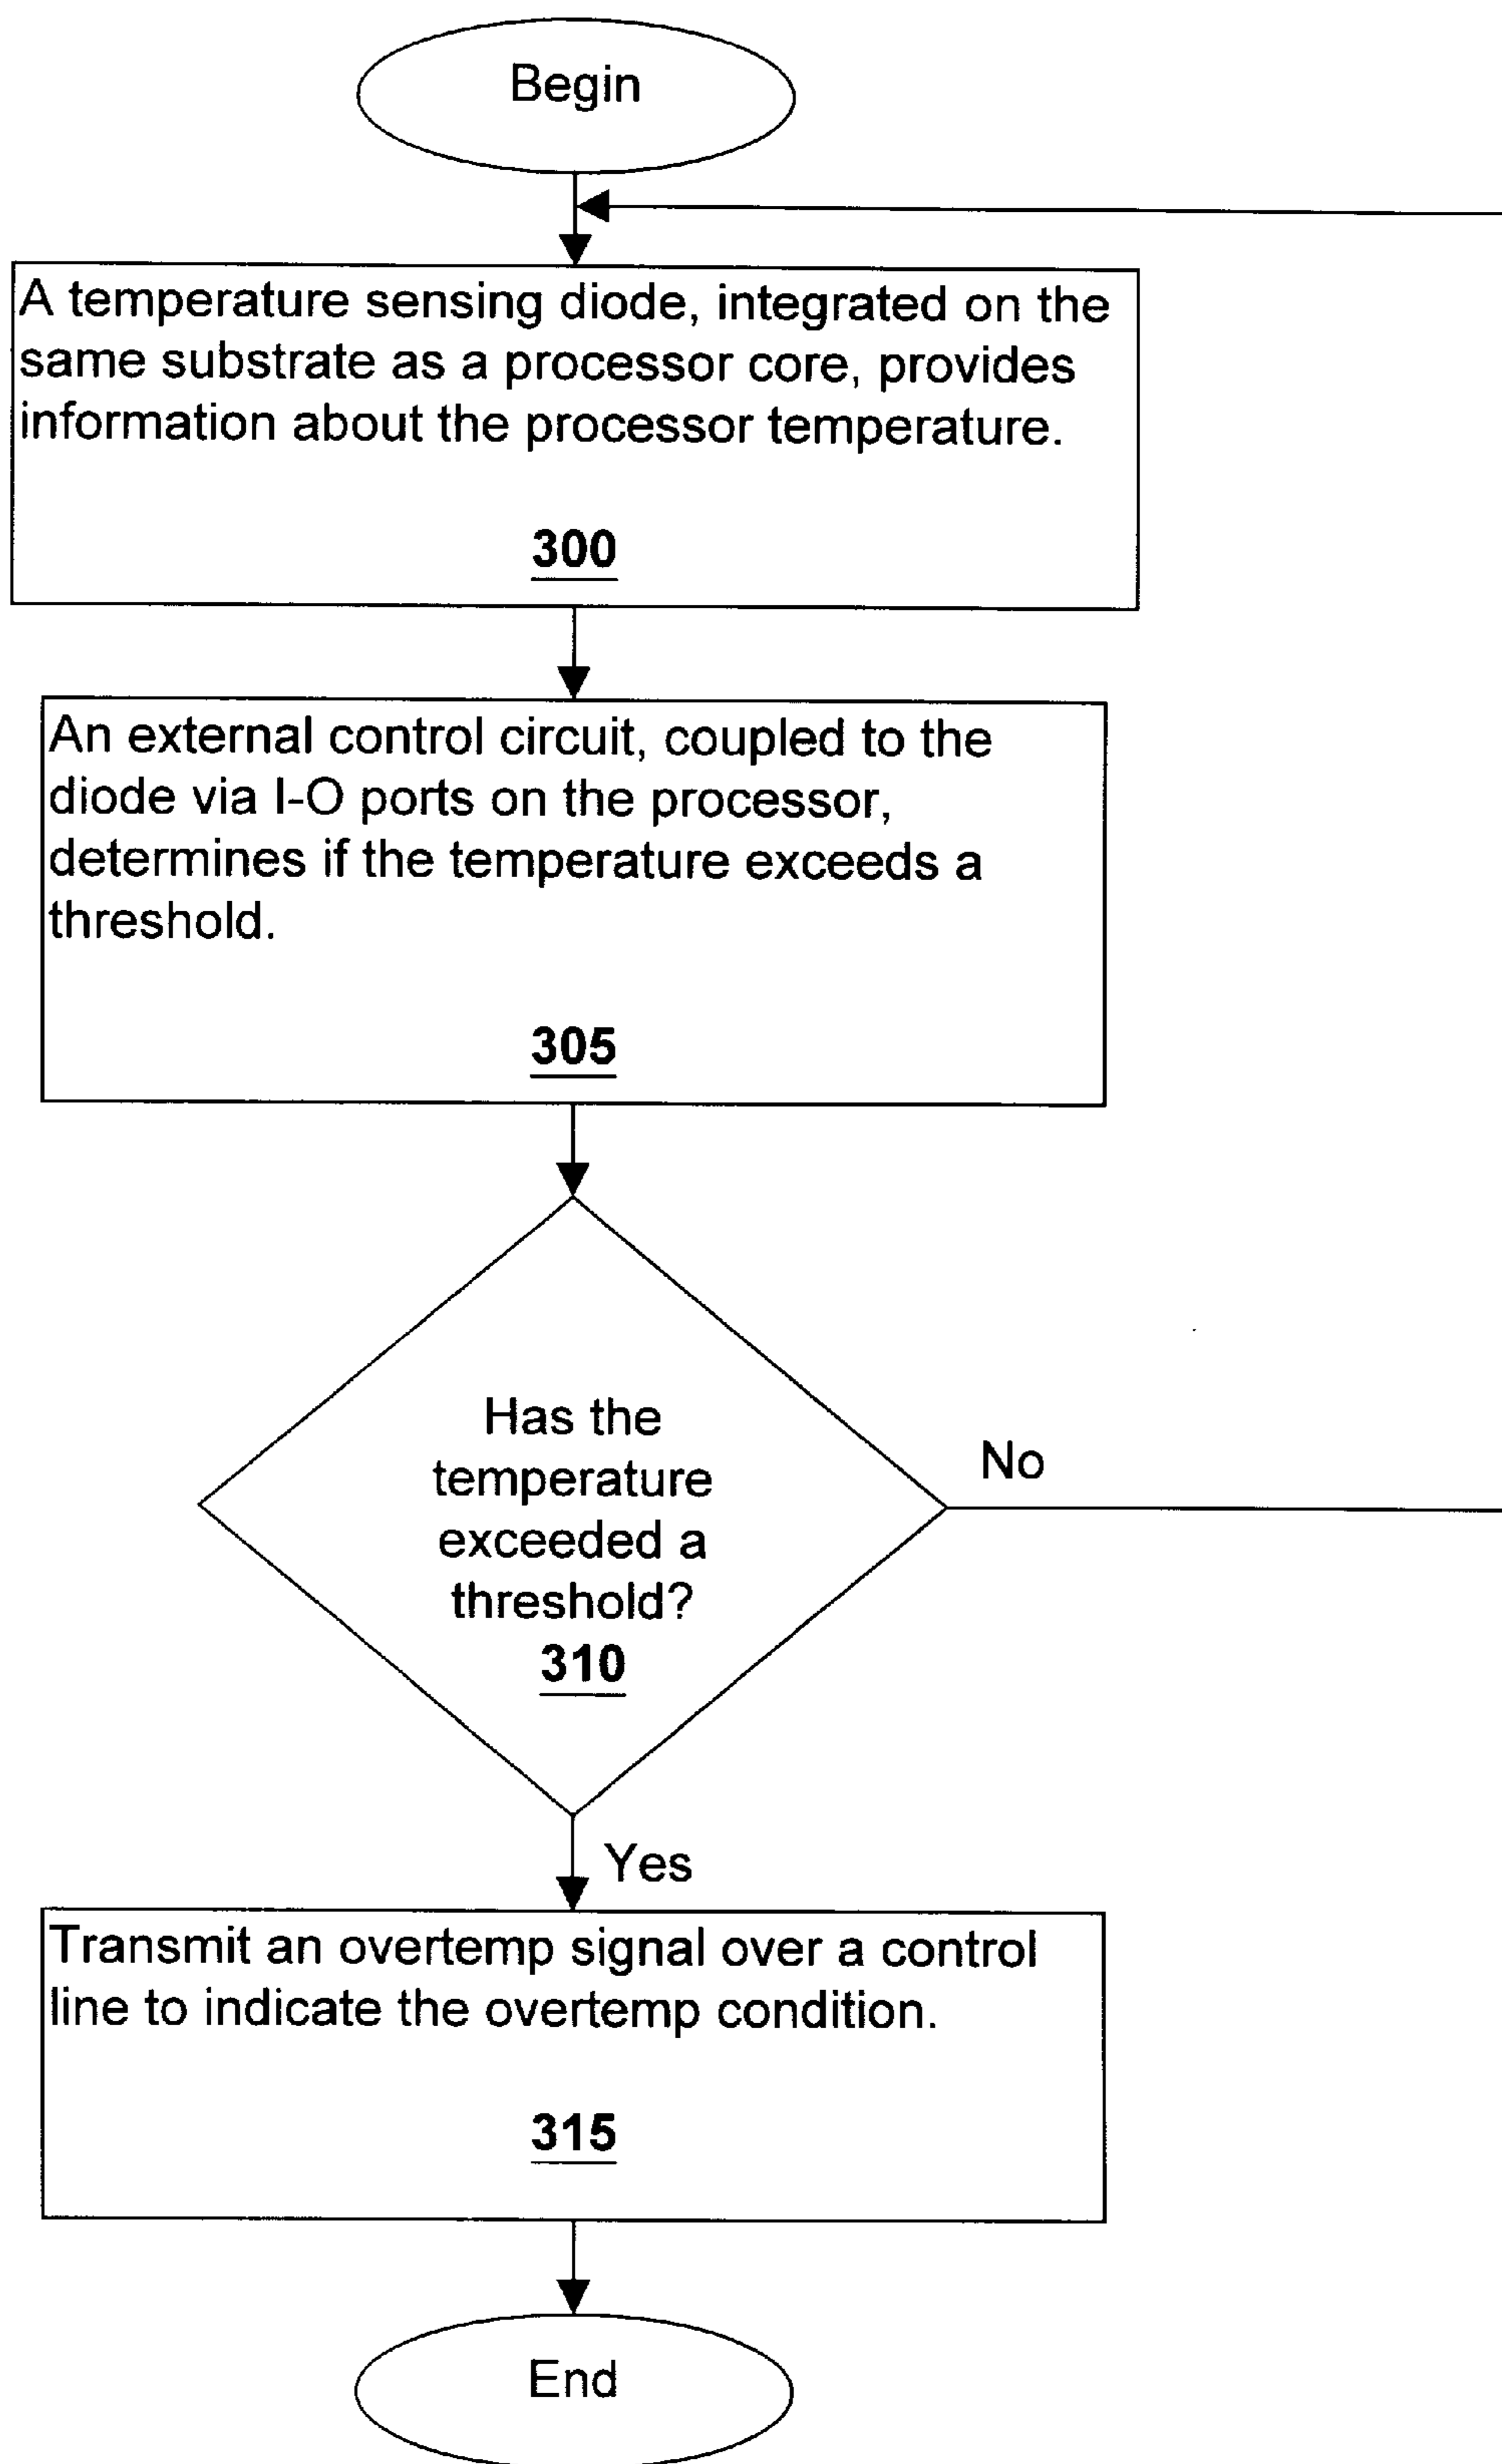 Begin
A temperature sensing diode, integrated on the
same substrate as a processor core, provides
information about the processor temperature.
300
An external control circuit, coupled to the
diode via I-O ports on the processor,
determines if the temperature exceeds a
threshold.
305
Has the
temperature
exceeded a
threshold?
310
No
Yes
Transmit an overtemp signal over a control
line to indicate the overtemp condition.
315
End